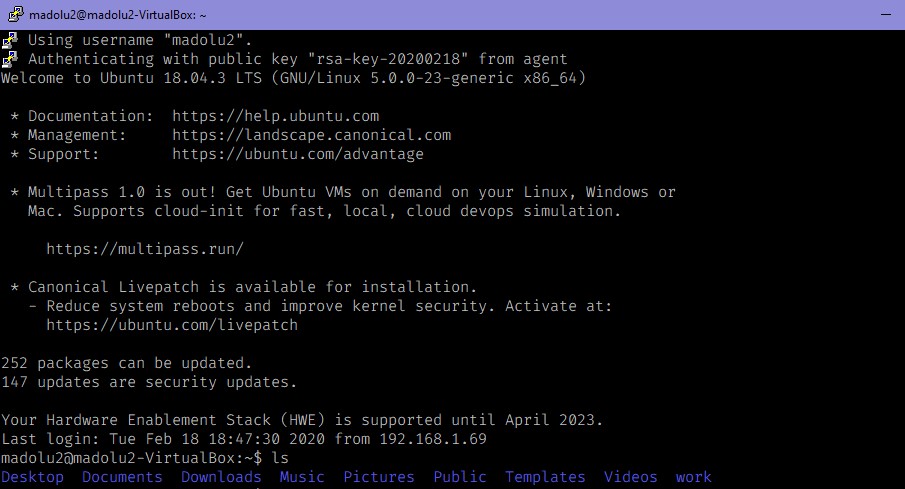 madolu2@madolu2-VirtualBox: ~
Using username "madolu2".
Authenticating with public key "rsa-key-20200218" from agent
Welcome to Ubuntu 18.04.3 LTS (GNU/Linux 5.0.0-23-generic x86_64)
* Documentation:  https://help.ubuntu.com
* Management:     https://landscape.canonical.com
* Support:        https://ubuntu.com/advantage
* Multipass 1.0 is out! Get Ubuntu VMs on demand on your Linux, Windows or
Mac. Supports cloud-init for fast, local, cloud devops simulation.
https://multipass.run/
* Canonical Livepatch is available for installation.
- Reduce system reboots and improve kernel security. Activate at:
https://ubuntu.com/livepatch
252 packages can be updated.
147 updates are security updates.
Your Hardware Enablement Stack (HWE) is supported until April 2023.
Last login: Tue Feb 18 18:47:30 2020 from 192.168.1.69
madolu2@madolu2-VirtualBox:~$ ls
Desktop  Documents  Downloads  Music  Pictures  Public  Templates  Videos  work